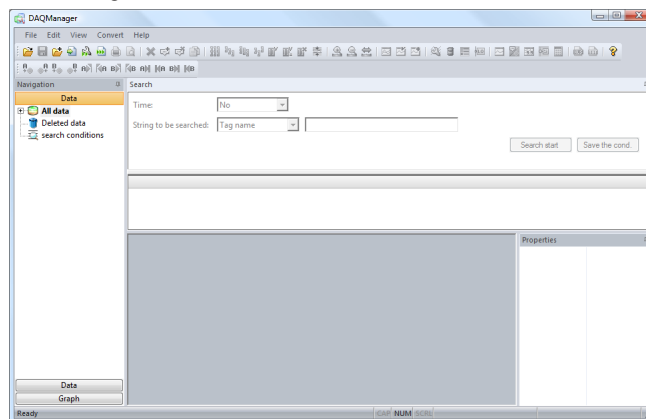 DAQManager
File Edit View Convert Help
Navigation
Search
Data
All data
Deleted data
search conditions
Time: No
String to be searched: Tag name
Search start Save the cond.
Properties
Data
Graph
Ready CAP NUM SCRL